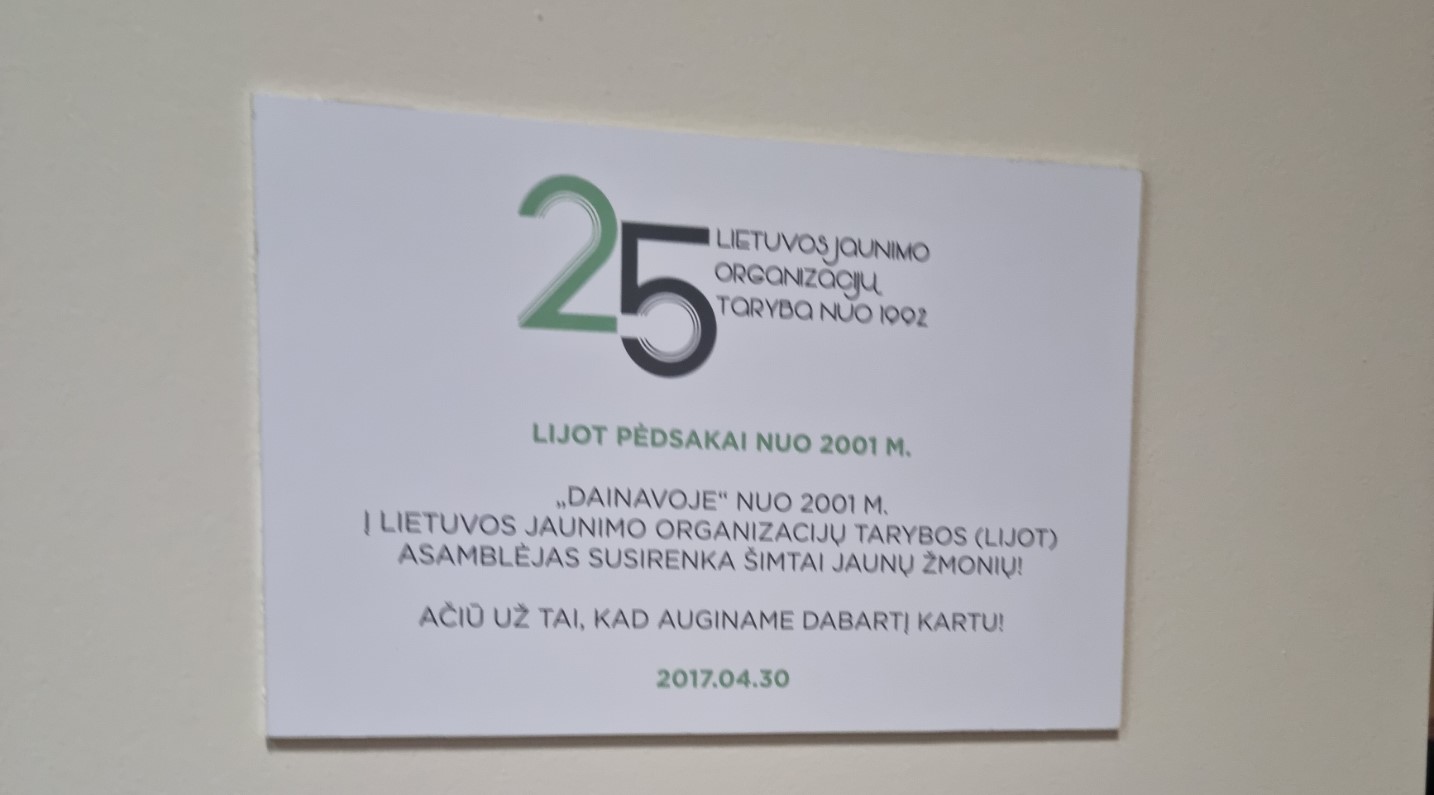 25
LIETUVOS JAUNIMO
ORGANIZACIJŲ
TARYBA NUO 1992
LIJOT PĖDSAKAI NUO 2001 M.
„DAINAVOJE“ NUO 2001 M.
Į LIETUVOS JAUNIMO ORGANIZACIJŲ TARYBOS (LIJOT)
ASAMBLĖJAS SUSIRENKA ŠIMTAI JAUNŲ ŽMONIŲ!
AČIŪ UŽ TAI, KAD AUGINAME DABARTĮ KARTU!
2017.04.30